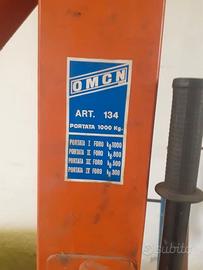 OMCN
ART. 134
PORTATA 1000 Kg.
PORTATA I FORO kg 1000
PORTATA II FORO kg 800
PORTATA III FORO kg 500
PORTATA IV FORO kg 300
subito